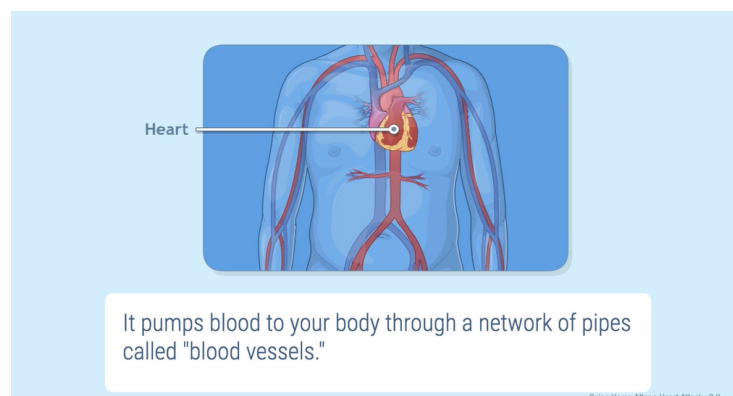 Heart
It pumps blood to your body through a network of pipes
called "blood vessels."